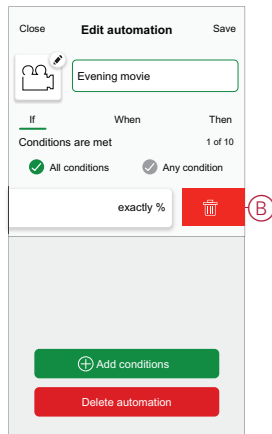 Close Edit automation Save
Evening movie
If When Then
Conditions are met 1 of 10
All conditions Any condition
exactly %
B
Add conditions
Delete automation